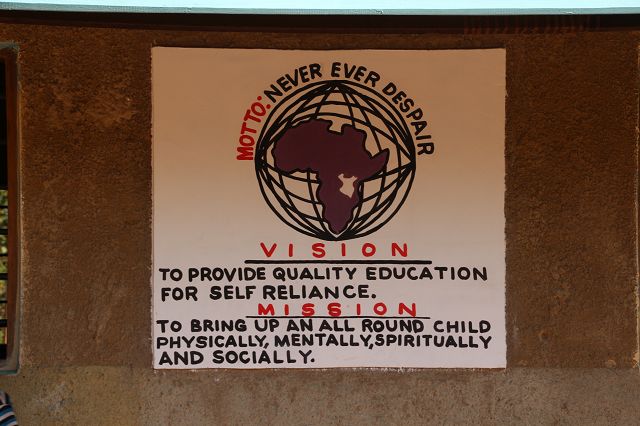 MOTTO: NEVER EVER DESPAIR
VISION
TO PROVIDE QUALITY EDUCATION
FOR SELF RELIANCE.
MISSION
TO BRING UP AN ALL ROUND CHILD
PHYSICALLY, MENTALLY, SPIRITUALLY
AND SOCIALLY.